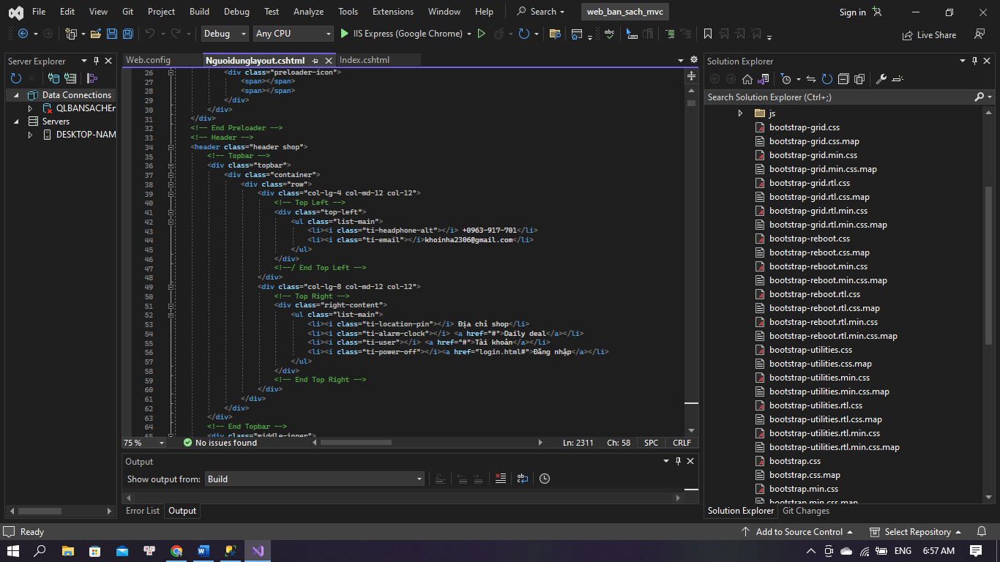 File Edit View Git Project Build Debug Test Analyze Tools Extensions Window Help Search web_ban_sach_mvc Sign in
Debug Any CPU IIS Express (Google Chrome) Live Share
Server Explorer
Data Connections
QLBANSACHEr
Servers
DESKTOP-NAM
Web.config Nguoidunglayout.cshtml Index.cshtml
26 <div class="preloader-icon">
27 <span></span>
28 <span></span>
29 </div>
30 </div>
31 </div>
32 <!-- End Preloader -->
33 <!-- Header -->
34 <header class="header shop">
35 <!-- Topbar -->
36 <div class="topbar">
37 <div class="container">
38 <div class="row">
39 <div class="col-lg-4 col-md-12 col-12">
40 <!-- Top Left -->
41 <div class="top-left">
42 <ul class="list-main">
43 <li><i class="ti-headphone-alt"></i> +0963-917-701</li>
44 <li><i class="ti-email"></i>khoinha2306@gmail.com</li>
45 </ul>
46 </div>
47 <!--/ End Top Left -->
48 </div>
49 <div class="col-lg-8 col-md-12 col-12">
50 <!-- Top Right -->
51 <div class="right-content">
52 <ul class="list-main">
53 <li><i class="ti-location-pin"></i> Địa chỉ shop</li>
54 <li><i class="ti-alarm-clock"></i> <a href="#">Daily deal</a></li>
55 <li><i class="ti-user"></i> <a href="#">Tài khoản</a></li>
56 <li><i class="ti-power-off"></i><a href="login.html#">Đăng nhập</a></li>
57 </ul>
58 </div>
59 <!-- End Top Right -->
60 </div>
61 </div>
62 </div>
63 </div>
64 <!-- End Topbar -->
65 <div class="middle-inner">
75 % No issues found Ln: 2311 Ch: 58 SPC CRLF
Output
Show output from: Build
Error List Output
Solution Explorer
Search Solution Explorer (Ctrl+;)
js
bootstrap-grid.css
bootstrap-grid.css.map
bootstrap-grid.min.css
bootstrap-grid.min.css.map
bootstrap-grid.rtl.css
bootstrap-grid.rtl.css.map
bootstrap-grid.rtl.min.css
bootstrap-grid.rtl.min.css.map
bootstrap-reboot.css
bootstrap-reboot.css.map
bootstrap-reboot.min.css
bootstrap-reboot.min.css.map
bootstrap-reboot.rtl.css
bootstrap-reboot.rtl.css.map
bootstrap-reboot.rtl.min.css
bootstrap-reboot.rtl.min.css.map
bootstrap-utilities.css
bootstrap-utilities.css.map
bootstrap-utilities.min.css
bootstrap-utilities.min.css.map
bootstrap-utilities.rtl.css
bootstrap-utilities.rtl.css.map
bootstrap-utilities.rtl.min.css
bootstrap-utilities.rtl.min.css.map
bootstrap.css
bootstrap.css.map
bootstrap.min.css
bootstrap.min.css.map
Solution Explorer Git Changes
Ready Add to Source Control Select Repository
ENG 6:57 AM